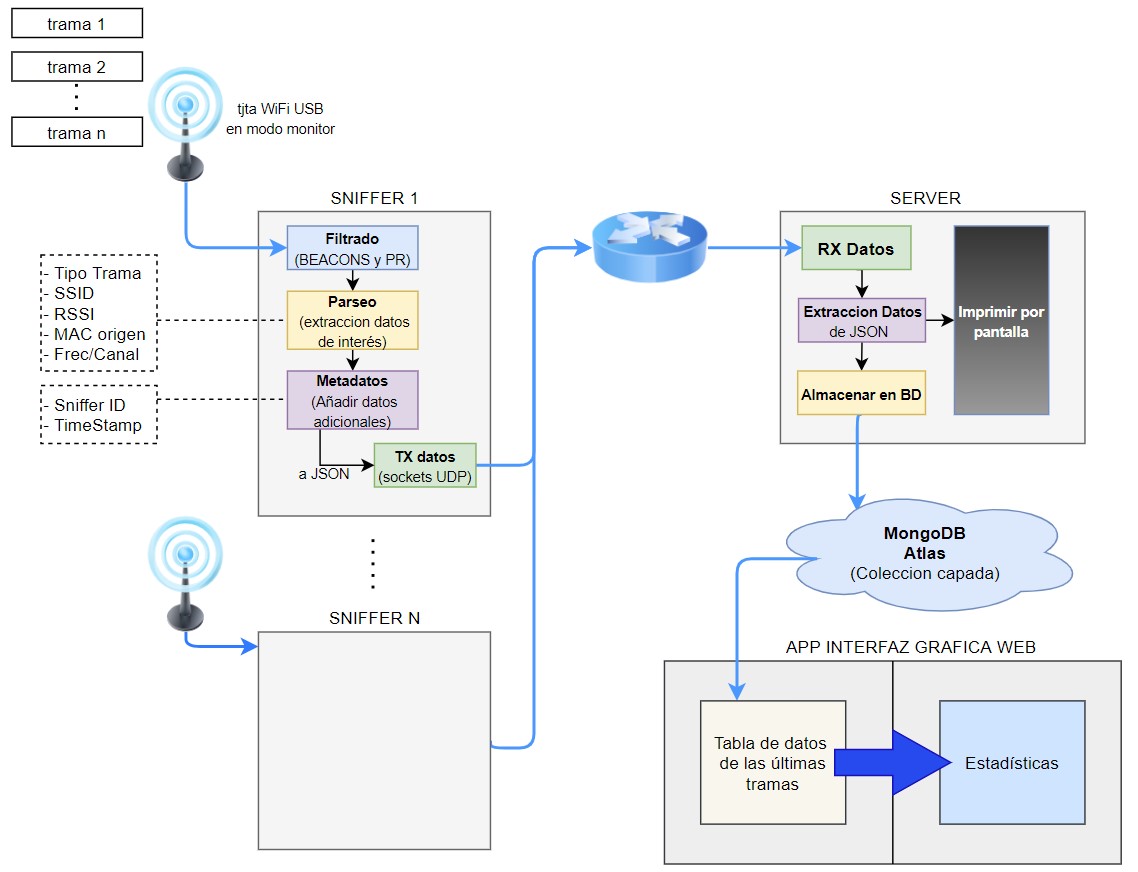 trama 1
trama 2
trama n
tjta WiFi USB
en modo monitor
SNIFFER 1
Filtrado
(BEACONS y PR)
Parseo
(extraccion datos
de interés)
Metadatos
(Añadir datos
adicionales)
a JSON
TX datos
(sockets UDP)
- Tipo Trama
- SSID
- RSSI
- MAC origen
- Frec/Canal
- Sniffer ID
- TimeStamp
SNIFFER N
SERVER
RX Datos
Extraccion Datos
de JSON
Imprimir por
pantalla
Almacenar en BD
MongoDB
Atlas
(Coleccion capada)
APP INTERFAZ GRAFICA WEB
Tabla de datos
de las últimas
tramas
Estadísticas